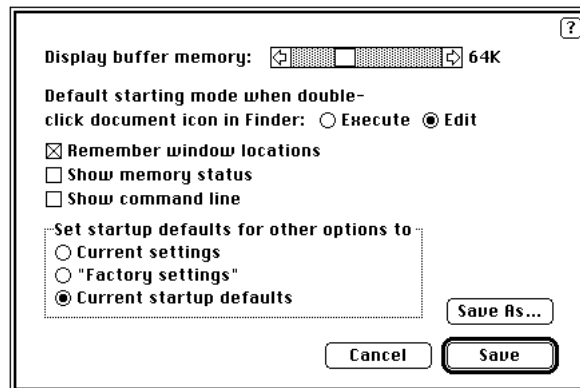 ?
Display buffer memory: 64K
Default starting mode when double-
click document icon in Finder: Execute Edit
Remember window locations
Show memory status
Show command line
Set startup defaults for other options to
Current settings
"Factory settings"
Current startup defaults
Save As...
Cancel Save